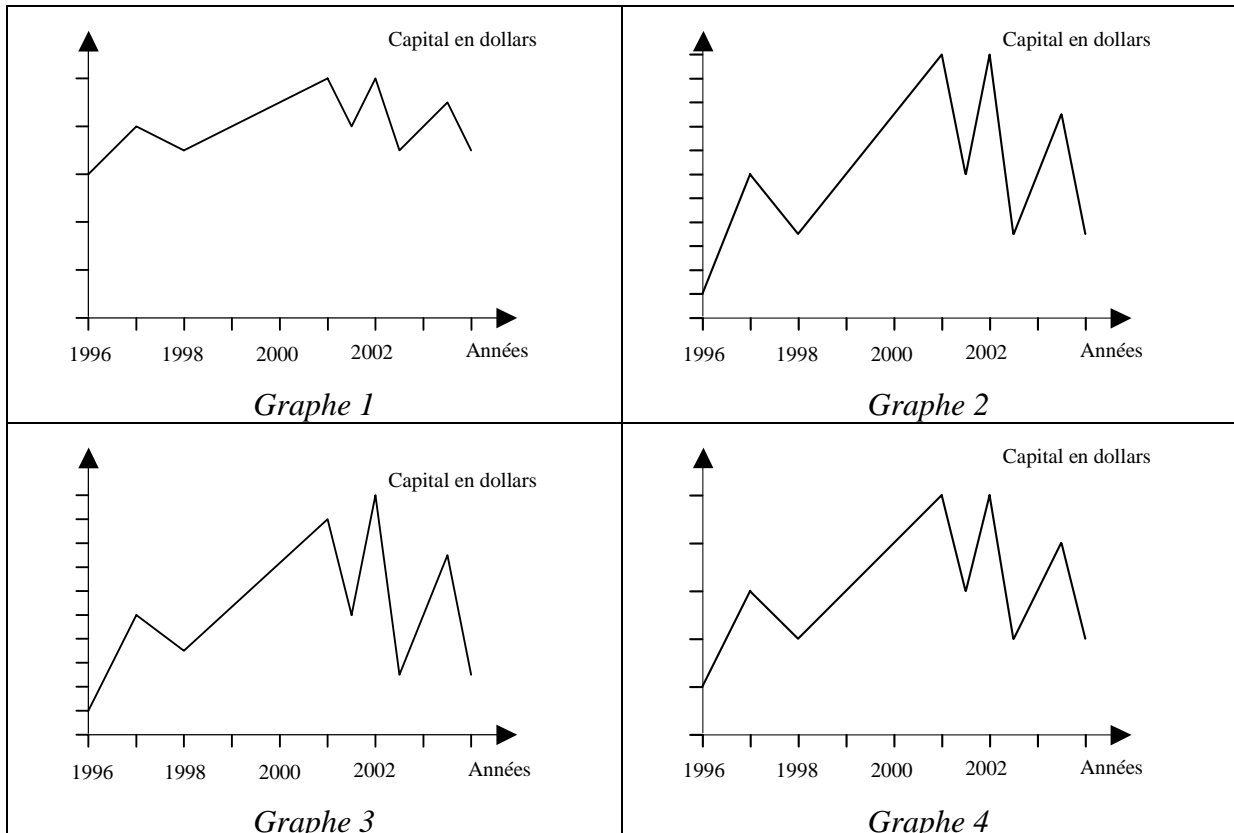 Capital en dollars
1996 1998 2000 2002 Années
Graphe 1
Capital en dollars
1996 1998 2000 2002 Années
Graphe 2
Capital en dollars
1996 1998 2000 2002 Années
Graphe 3
Capital en dollars
1996 1998 2000 2002 Années
Graphe 4